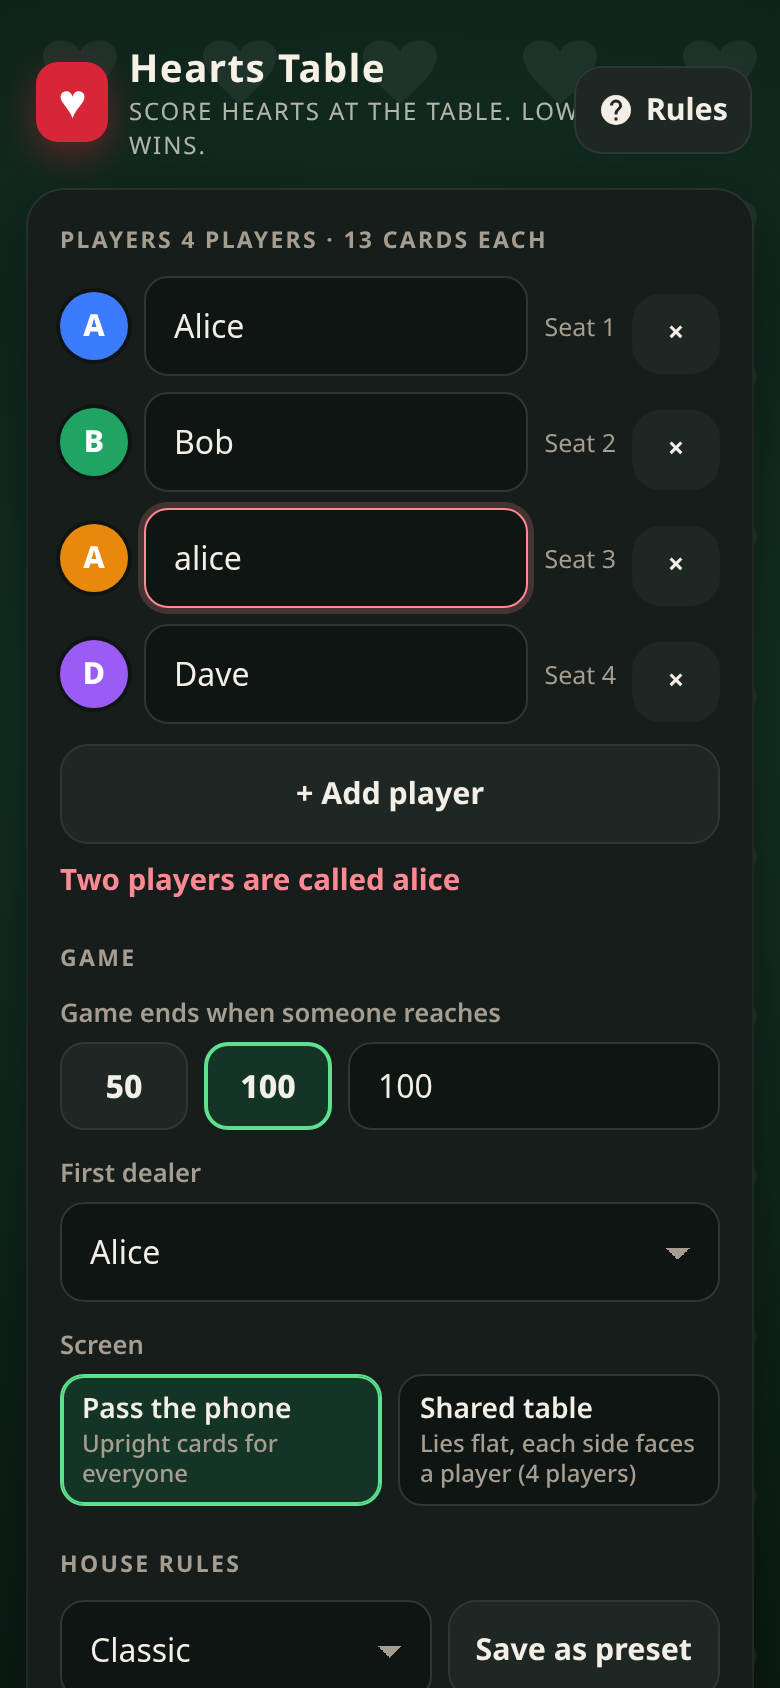 ♥
Hearts Table
SCORE HEARTS AT THE TABLE. LOW
WINS.
? Rules
PLAYERS 4 PLAYERS · 13 CARDS EACH
A Alice Seat 1 ×
B Bob Seat 2 ×
A alice Seat 3 ×
D Dave Seat 4 ×
+ Add player
Two players are called alice
GAME
Game ends when someone reaches
50 100 100
First dealer
Alice
Screen
Pass the phone
Upright cards for
everyone
Shared table
Lies flat, each side faces
a player (4 players)
HOUSE RULES
Classic Save as preset